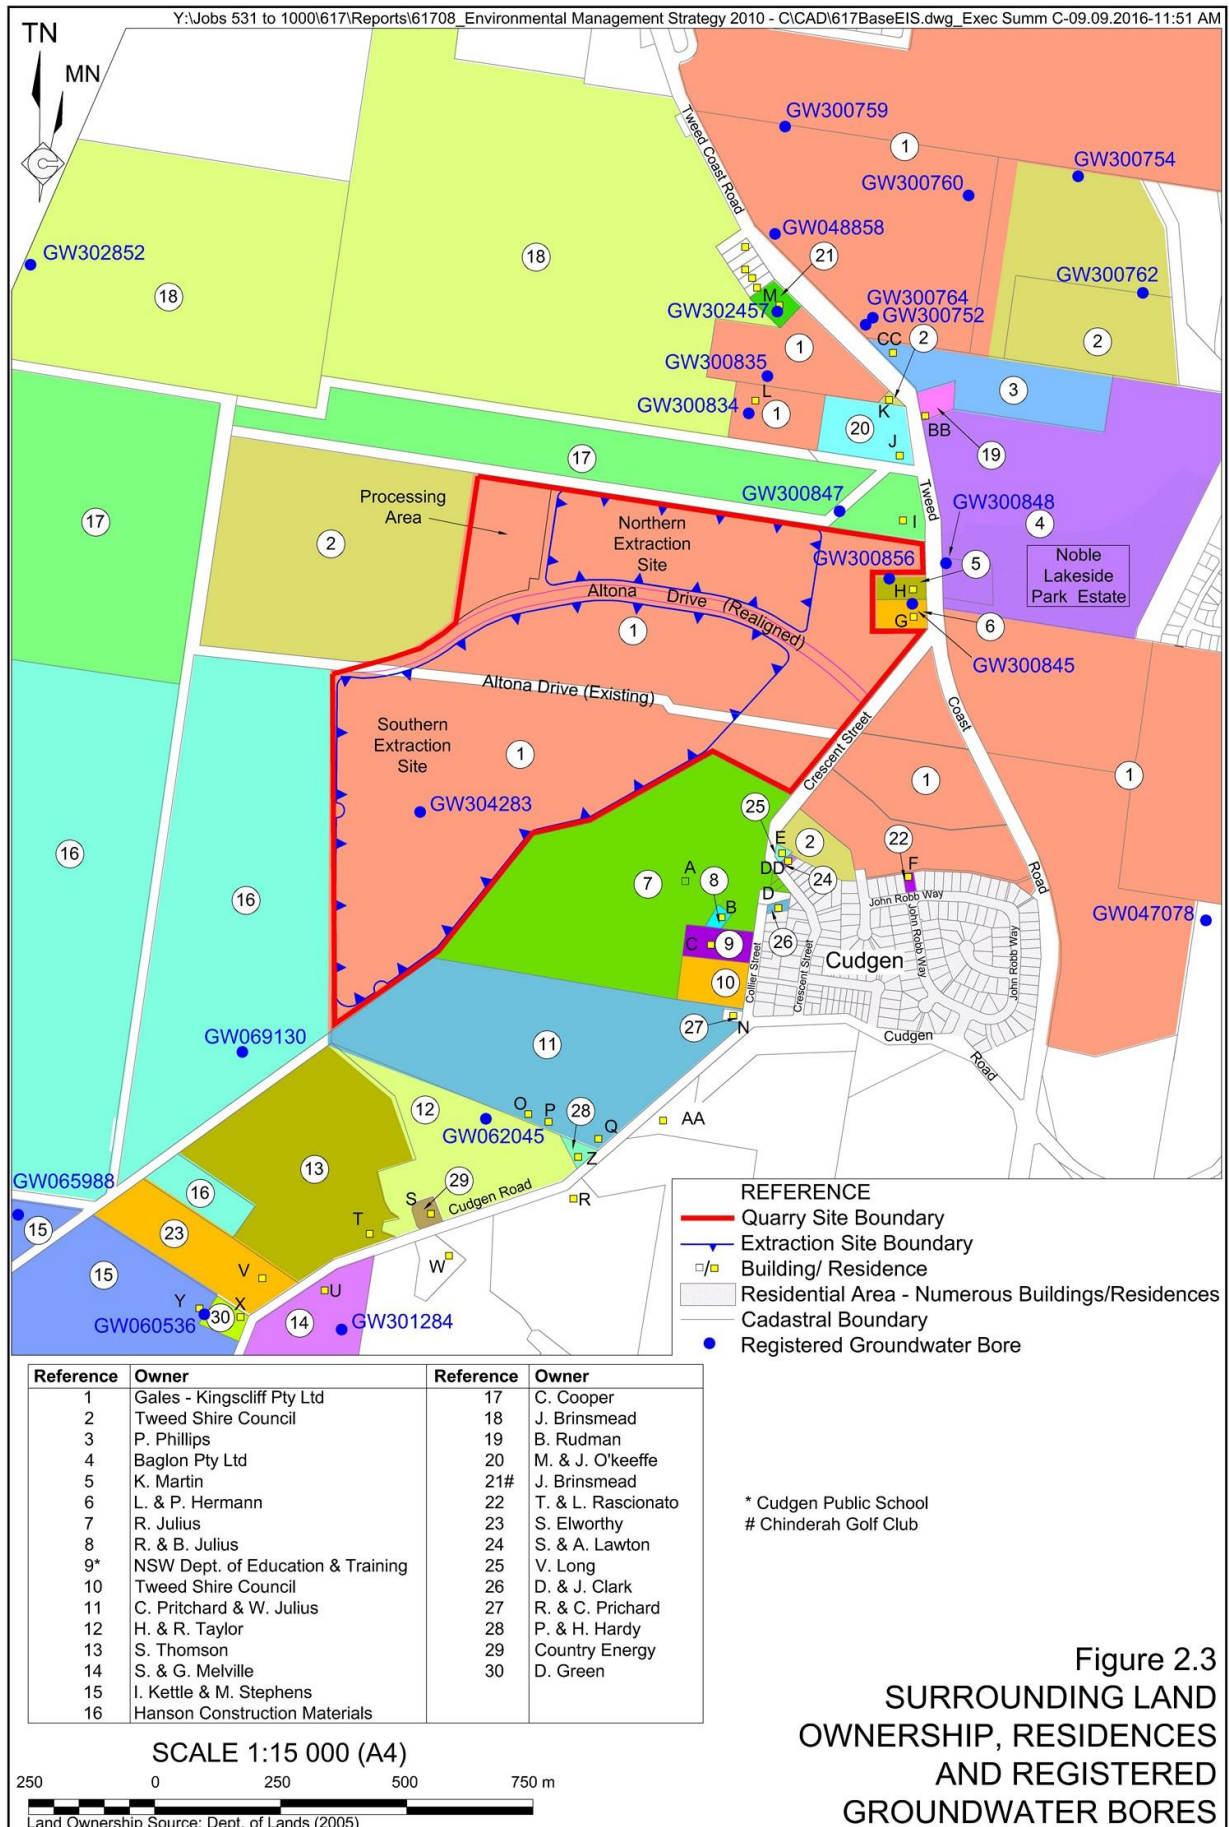 Y:\Jobs 531 to 1000\617\Reports\61708_Environmental Management Strategy 2010 - C\CAD\617BaseEIS.dwg_Exec Summ C-09.09.2016-11:51 AM
TN
MN
Tweed Coast Road
GW300759
1
GW300754
GW300760
GW048858
GW302852
18
18
21
GW300762
M
GW302457
GW300764
GW300752
2
CC
2
1
GW300835
3
L
GW300834
1
K
20
BB
J
19
17
Tweed
17
Processing
Area
GW300847
GW300848
4
I
Northern
Extraction
Site
2
Noble
Lakeside
Park Estate
GW300856
5
H
Altona Drive (Realigned)
1
G
6
GW300845
Altona Drive (Existing)
Coast
Southern
Extraction
Site
1
Crescent Street
1
1
GW304283
25
16
2
22
E
F
DD
24
A
7
8
Road
16
D
John Robb Way
B
GW047078
John Robb Way
John Robb Way
C
9
26
Collier Street
Crescent Street
Cudgen
10
27
N
GW069130
11
Cudgen
Road
12
O
P
28
AA
GW062045
Q
13
Z
GW065988
16
29
S
Cudgen Road
R
15
23
T
W
15
V
U
Y
30
X
14
GW060536
GW301284
REFERENCE
Quarry Site Boundary
Extraction Site Boundary
/ Building/ Residence
Residential Area - Numerous Buildings/Residences
Cadastral Boundary
Registered Groundwater Bore
Reference Owner Reference Owner
1 Gales - Kingscliff Pty Ltd 17 C. Cooper
2 Tweed Shire Council 18 J. Brinsmead
3 P. Phillips 19 B. Rudman
4 Baglon Pty Ltd 20 M. & J. O'keeffe
5 K. Martin 21# J. Brinsmead
6 L. & P. Hermann 22 T. & L. Rascionato
7 R. Julius 23 S. Elworthy
8 R. & B. Julius 24 S. & A. Lawton
9* NSW Dept. of Education & Training 25 V. Long
10 Tweed Shire Council 26 D. & J. Clark
11 C. Pritchard & W. Julius 27 R. & C. Prichard
12 H. & R. Taylor 28 P. & H. Hardy
13 S. Thomson 29 Country Energy
14 S. & G. Melville 30 D. Green
15 I. Kettle & M. Stephens
16 Hanson Construction Materials
* Cudgen Public School
# Chinderah Golf Club
SCALE 1:15 000 (A4)
250 0 250 500 750 m
Land Ownership Source: Dept. of Lands (2005)
Figure 2.3
SURROUNDING LAND
OWNERSHIP, RESIDENCES
AND REGISTERED
GROUNDWATER BORES